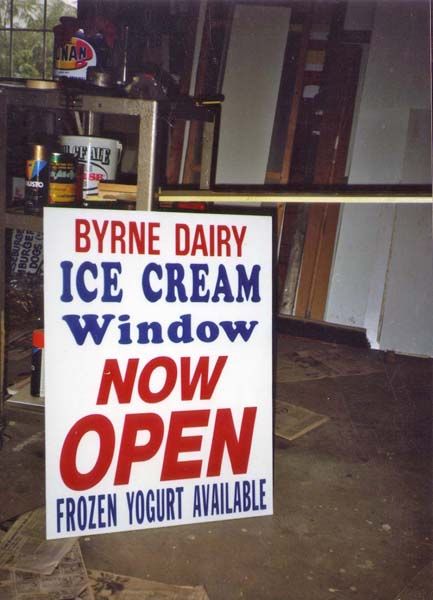 BYRNE DAIRY
ICE CREAM
Window
NOW
OPEN
FROZEN YOGURT AVAILABLE